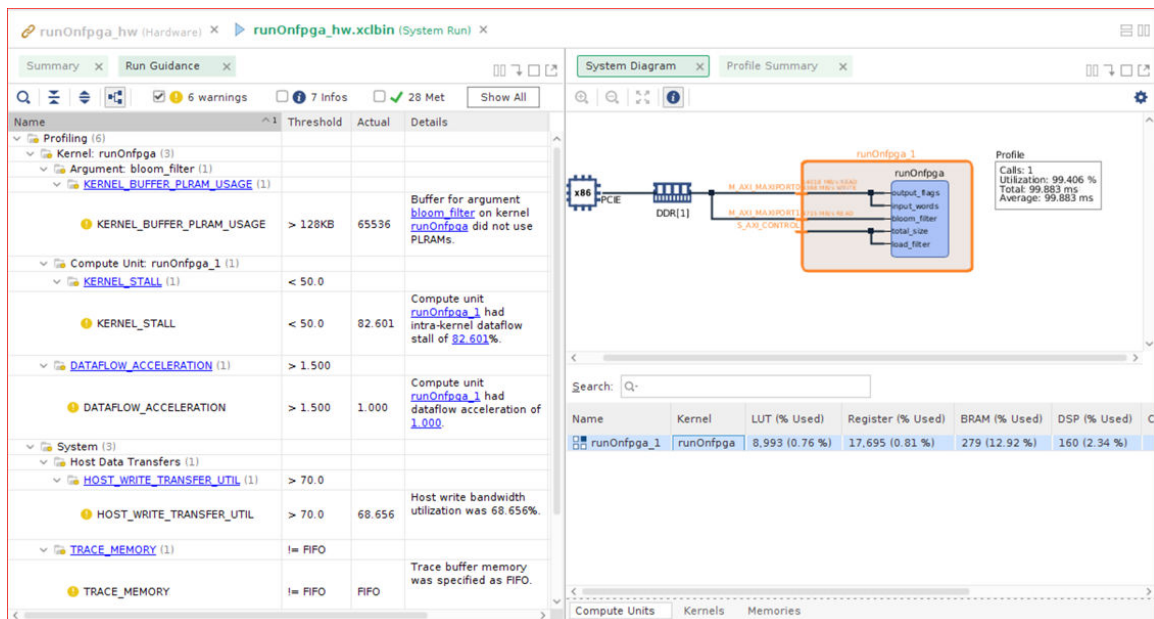 runOnfpga_hw (Hardware) × runOnfpga_hw.xclbin (System Run) ×
Summary × Run Guidance ×
6 warnings 7 Infos 28 Met Show All
Name 1 Threshold Actual Details
Profiling (6)
Kernel: runOnfpga (3)
Argument: bloom_filter (1)
KERNEL_BUFFER_PLRAM_USAGE (1)
KERNEL_BUFFER_PLRAM_USAGE > 128KB 65536
Buffer for argument
bloom_filter on kernel
runOnfpga did not use
PLRAMs.
Compute Unit: runOnfpga_1 (1)
KERNEL_STALL (1) < 50.0
KERNEL_STALL < 50.0 82.601
Compute unit
runOnfpga_1 had
intra-kernel dataflow
stall of 82.601%.
DATAFLOW_ACCELERATION (1) > 1.500
DATAFLOW_ACCELERATION > 1.500 1.000
Compute unit
runOnfpga_1 had
dataflow acceleration of
1.000.
System (3)
Host Data Transfers (1)
HOST_WRITE_TRANSFER_UTIL (1) > 70.0
HOST_WRITE_TRANSFER_UTIL > 70.0 68.656
Host write bandwidth
utilization was 68.656%.
TRACE_MEMORY (1) != FIFO
TRACE_MEMORY != FIFO FIFO
Trace buffer memory
was specified as FIFO.
System Diagram × Profile Summary ×
runOnfpga_1
runOnfpga
x86
PCIE
DDR[1]
M_AXI_MAXIPORT0
M_AXI_MAXIPORT1
S_AXI_CONTROL
output_flags
input_words
bloom_filter
total_size
load_filter
Profile
Calls: 1
Utilization: 99.406 %
Total: 99.883 ms
Average: 99.883 ms
Search:
Name Kernel LUT (% Used) Register (% Used) BRAM (% Used) DSP (% Used) C
runOnfpga_1 runOnfpga 8,993 (0.76 %) 17,695 (0.81 %) 279 (12.92 %) 160 (2.34 %)
Compute Units Kernels Memories